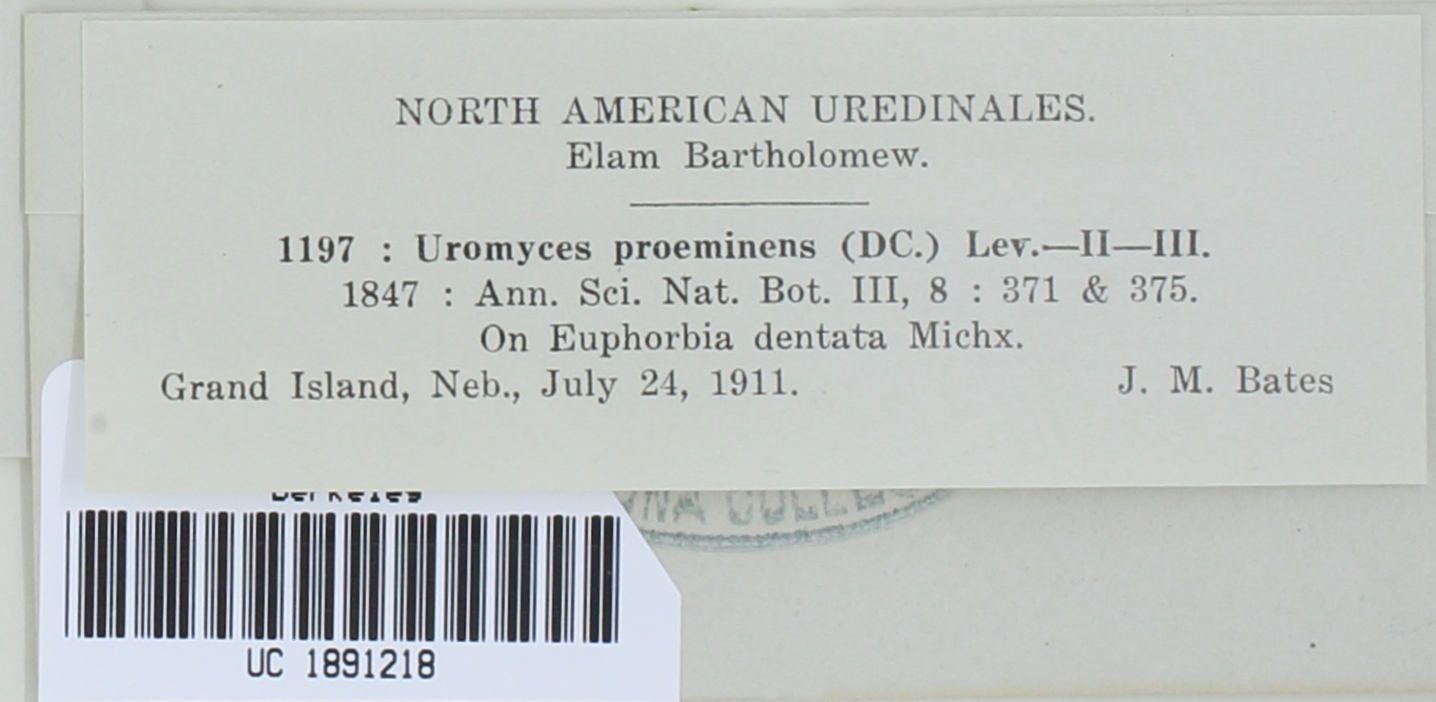 NORTH AMERICAN UREDINALES.
Elam Bartholomew.
1197 : Uromyces proeminens (DC.) Lev.—II—III.
1847 : Ann. Sci. Nat. Bot. III, 8 : 371 & 375.
On Euphorbia dentata Michx.
Grand Island, Neb., July 24, 1911. J. M. Bates
Berkeley
UC 1891218